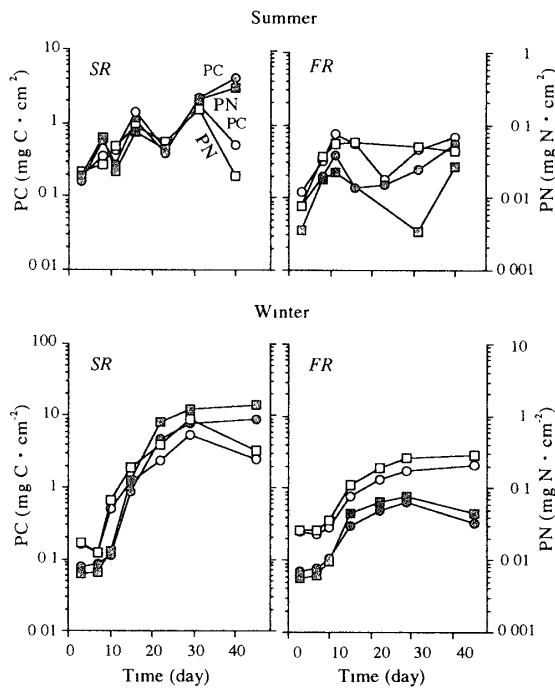 Summer
SR
PC
PN
PC
PN
FR
10
1
0 1
0 01
PC (mg C · cm⁻²)
1
0 1
0 01
0 001
PN (mg N · cm⁻²)
Winter
SR
FR
100
10
1
0 1
0 01
PC (mg C · cm⁻²)
10
1
0 1
0 01
0 001
PN (mg N · cm⁻²)
0 10 20 30 40
0 10 20 30 40
Time (day)
Time (day)